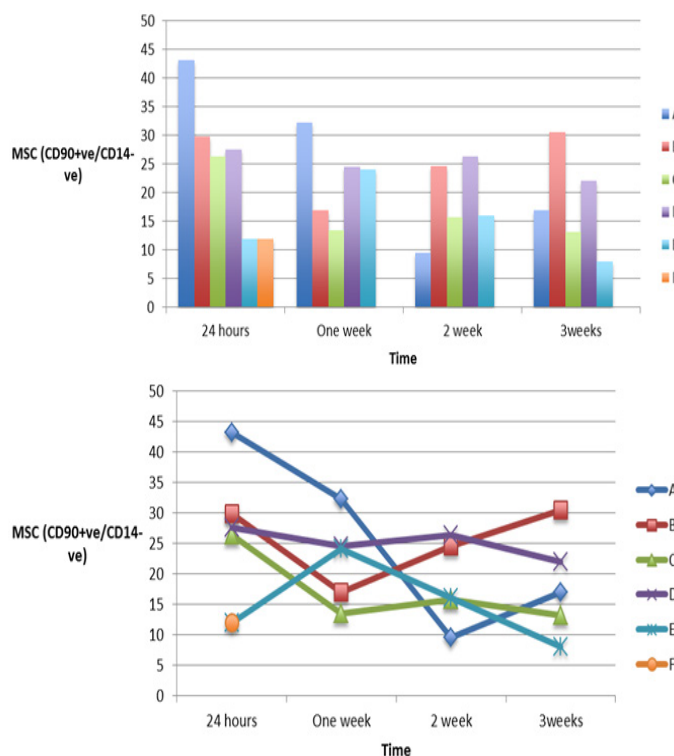 50
45
40
35
30
25
20
15
10
5
0
MSC (CD90+ve/CD14-
ve)
24 hours
One week
2 week
3weeks
Time
50
45
40
35
30
25
20
15
10
5
0
MSC (CD90+ve/CD14-
ve)
24 hours
One week
2 week
3weeks
Time
A
B
C
D
E
F